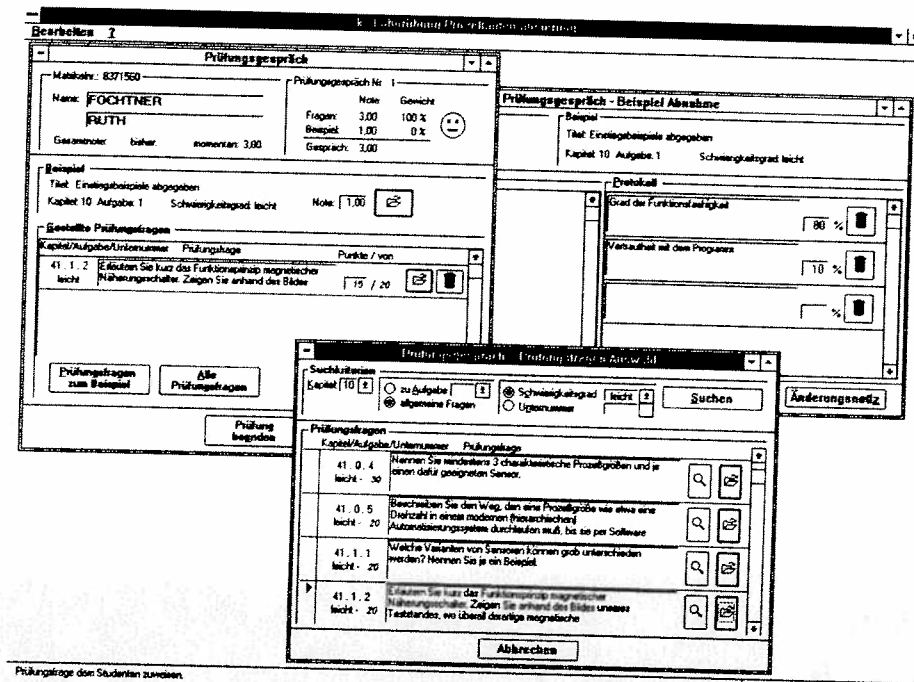 Bearbeiten ?
Prüfungsgespräch
Matrikelnr.: 8371560
Name: FOCHTNER
RUTH
Gesamtnote: bisher: momentan: 3,00
Prüfungsgespräch Nr. 1
Note Gewicht
Fragen: 3,00 100 %
Beispiel: 1,00 0 %
Gespräch: 3,00
Beispiel
Titel: Einstiegsbeispiele abgegeben
Kapitel: 10 Aufgabe: 1 Schwierigkeitsgrad: leicht Note: 1,00
Gestellte Prüfungsfragen
Kapitel/Aufgabe/Unternummer Prüfungsfrage Punkte / von
41.1.2 Erläutern Sie kurz das Funktionsprinzip magnetischer
leicht Näherungsschalter. Zeigen Sie anhand des Bildes 15 / 20
Prüfungsfragen
zum Beispiel
Alle
Prüfungsfragen
Prüfung
beenden
Prüfungsgespräch - Beispiel Abnahme
Beispiel
Titel: Einstiegsbeispiele abgegeben
Kapitel: 10 Aufgabe: 1 Schwierigkeitsgrad: leicht
Protokoll
Grad der Funktionsfaehigkeit
80 %
Vertrautheit mit dem Programm
10 %
%
Änderungsnotiz
Prüfungsgespräch - Prüfungsfragen Auswahl
Suchkriterien
Kapitel: 10 zu Aufgabe Schwierigkeitsgrad leicht Suchen
allgemeine Fragen Unternummer
Prüfungsfragen
Kapitel/Aufgabe/Unternummer Prüfungsfrage
41.0.4 Nennen Sie mindestens 3 charakteristische Prozeßgrößen und je
leicht - 30 einen dafür geeigneten Sensor.
41.0.5 Beschreiben Sie den Weg, den eine Prozeßgröße wie etwa eine
Drehzahl in einem modernen (hierarchischen)
leicht - 20 Automatisierungssystem durchlaufen muß, bis sie per Software
41.1.1 Welche Varianten von Sensoren können grob unterschieden
leicht - 20 werden? Nennen Sie je ein Beispiel.
41.1.2 Erläutern Sie kurz das Funktionsprinzip magnetischer
Näherungsschalter. Zeigen Sie anhand des Bildes unseres
leicht - 20 Teststandes, wo überall derartige magnetische
Abbrechen
Prüfungsfrage dem Studenten zuweisen.